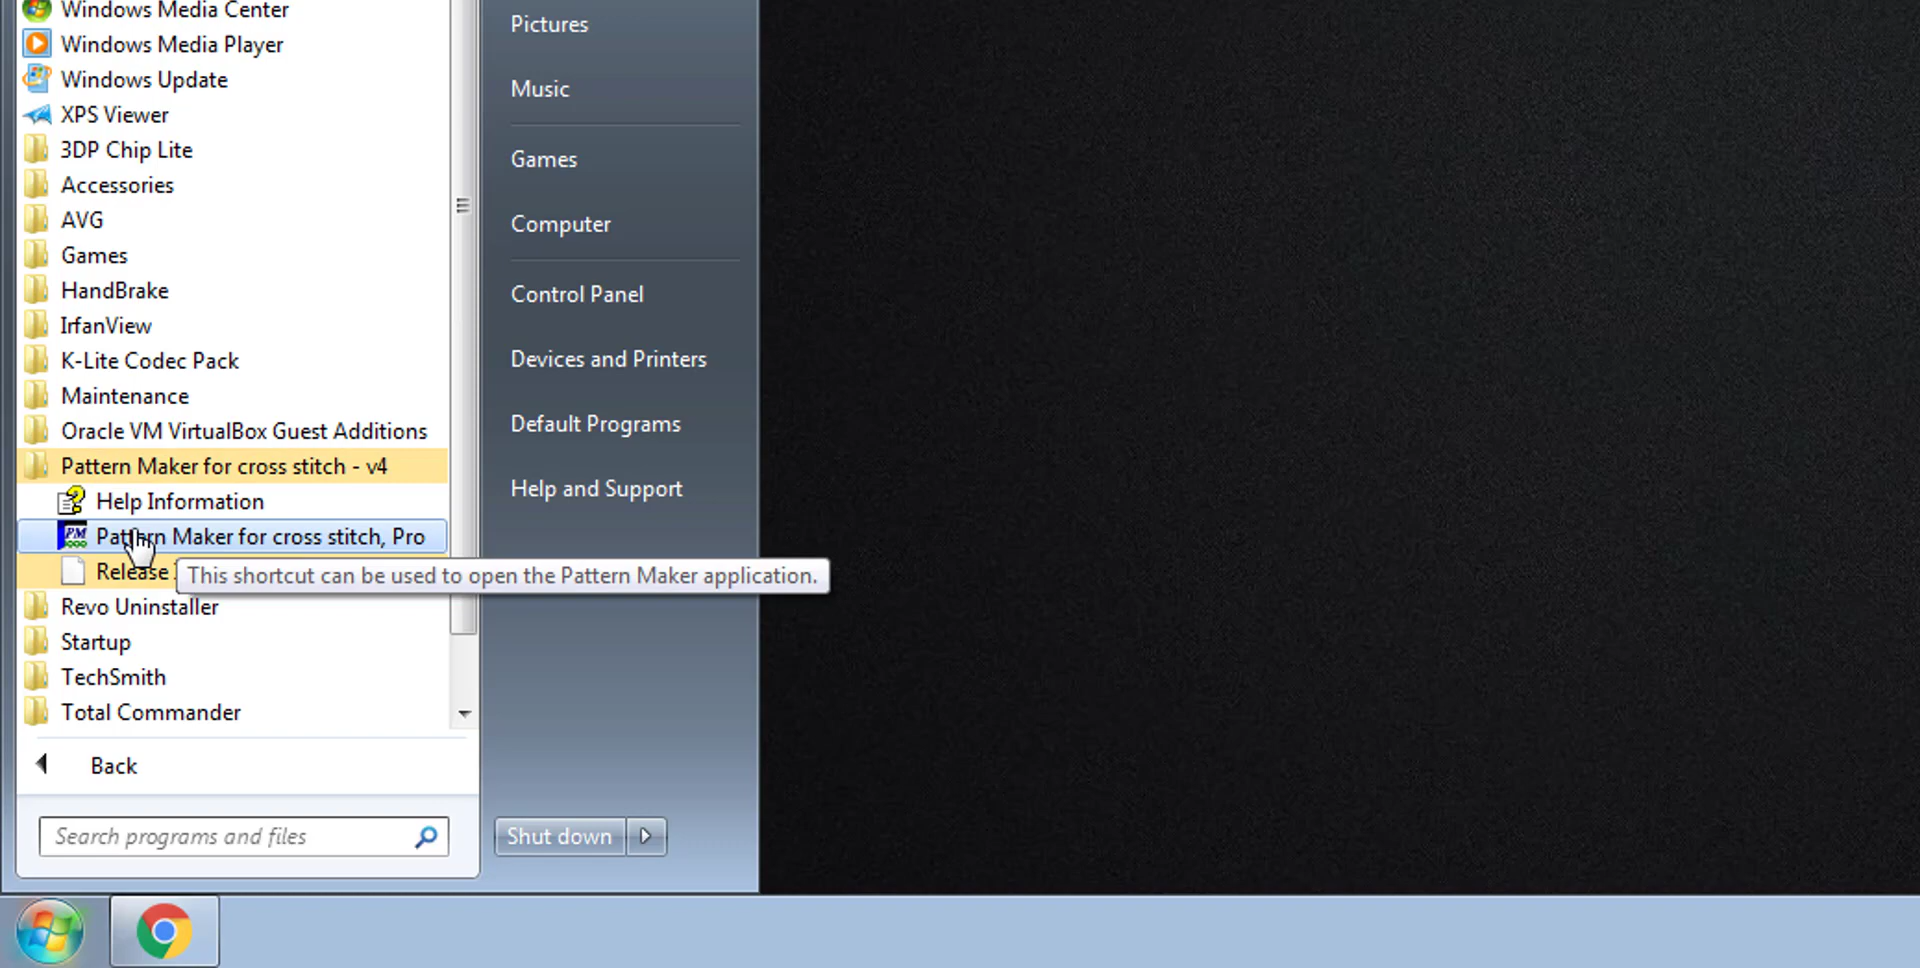 Windows Media Center
Windows Media Player
Windows Update
XPS Viewer
3DP Chip Lite
Accessories
AVG
Games
HandBrake
IrfanView
K-Lite Codec Pack
Maintenance
Oracle VM VirtualBox Guest Additions
Pattern Maker for cross stitch - v4
Help Information
PM
Pattern Maker for cross stitch, Pro
Release
This shortcut can be used to open the Pattern Maker application.
Revo Uninstaller
Startup
TechSmith
Total Commander
Back
Search programs and files
Pictures
Music
Games
Computer
Control Panel
Devices and Printers
Default Programs
Help and Support
Shut down